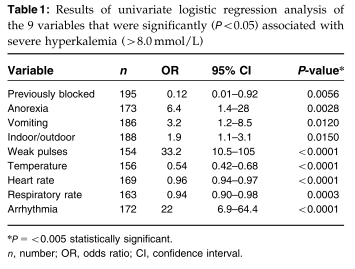 Table 1: Results of univariate logistic regression analysis of
the 9 variables that were significantly (P<0.05) associated with
severe hyperkalemia (>8.0 mmol/L)
Variable n OR 95% CI P-value*
Previously blocked 195 0.12 0.01–0.92 0.0056
Anorexia 173 6.4 1.4–28 0.0028
Vomiting 186 3.2 1.2–8.5 0.0120
Indoor/outdoor 188 1.9 1.1–3.1 0.0150
Weak pulses 154 33.2 10.5–105 <0.0001
Temperature 156 0.54 0.42–0.68 <0.0001
Heart rate 169 0.96 0.94–0.97 <0.0001
Respiratory rate 163 0.94 0.90–0.98 0.0003
Arrhythmia 172 22 6.9–64.4 <0.0001
*P = <0.005 statistically significant.
n, number; OR, odds ratio; CI, confidence interval.